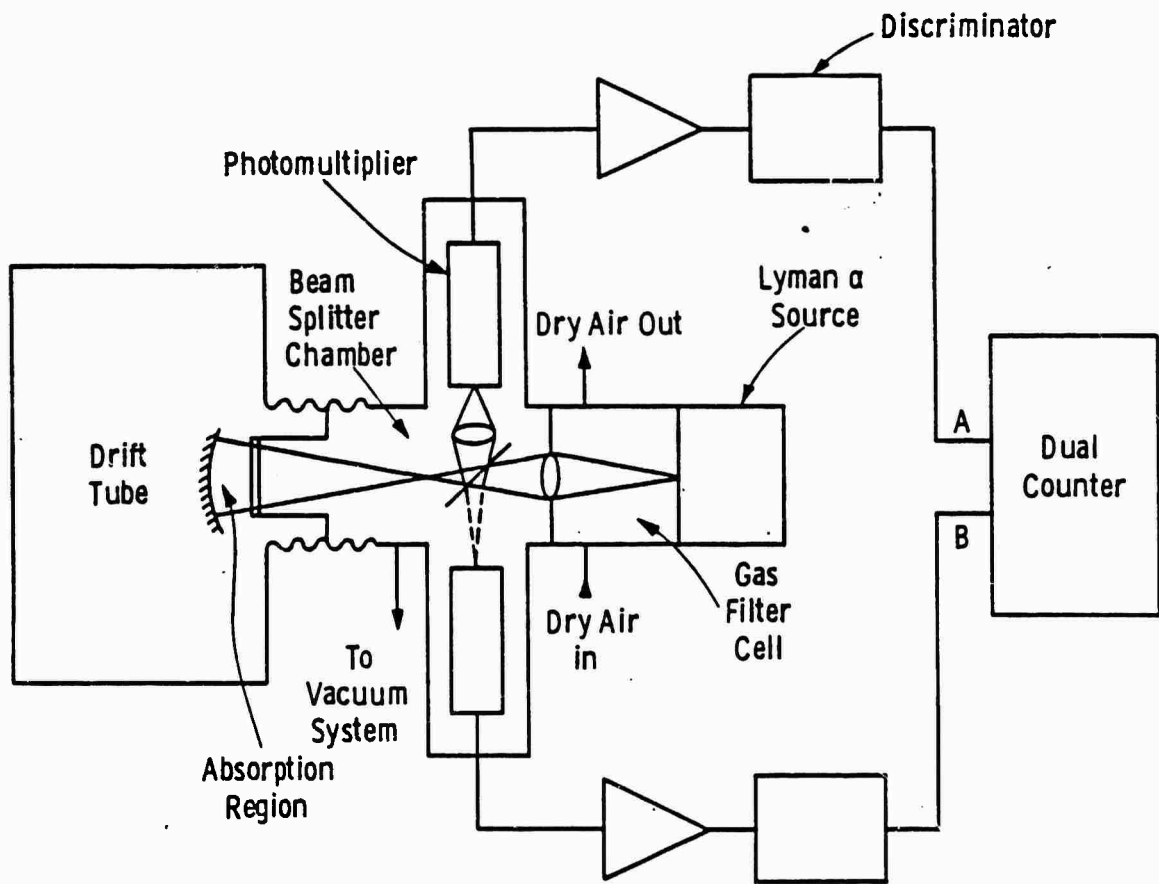 Discriminator
Photomultiplier
Beam
Splitter
Chamber
Dry Air Out
Lyman α
Source
Drift
Tube
A
Dual
Counter
B
Gas
Filter
Cell
Dry Air
in
To
Vacuum
System
Absorption
Region